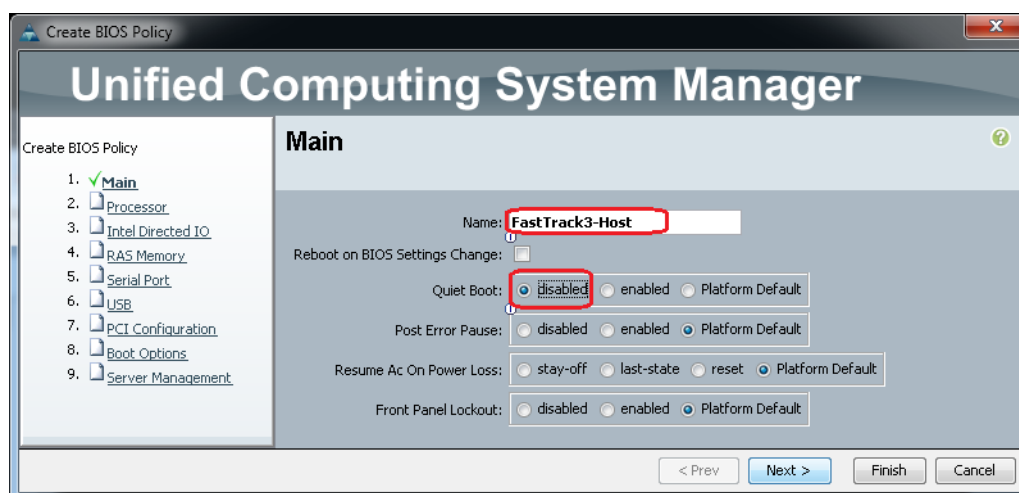 Create BIOS Policy
Unified Computing System Manager
Create BIOS Policy
1. Main
2. Processor
3. Intel Directed IO
4. RAS Memory
5. Serial Port
6. USB
7. PCI Configuration
8. Boot Options
9. Server Management
Main
Name: FastTrack3-Host
Reboot on BIOS Settings Change:
Quiet Boot: disabled enabled Platform Default
Post Error Pause: disabled enabled Platform Default
Resume Ac On Power Loss: stay-off last-state reset Platform Default
Front Panel Lockout: disabled enabled Platform Default
< Prev Next > Finish Cancel